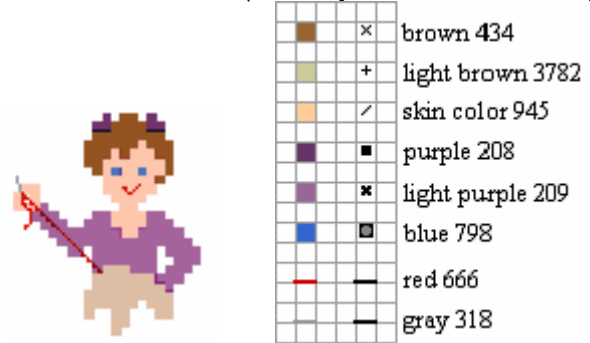 brown 434
light brown 3782
skin color 945
purple 208
light purple 209
blue 798
red 666
gray 318